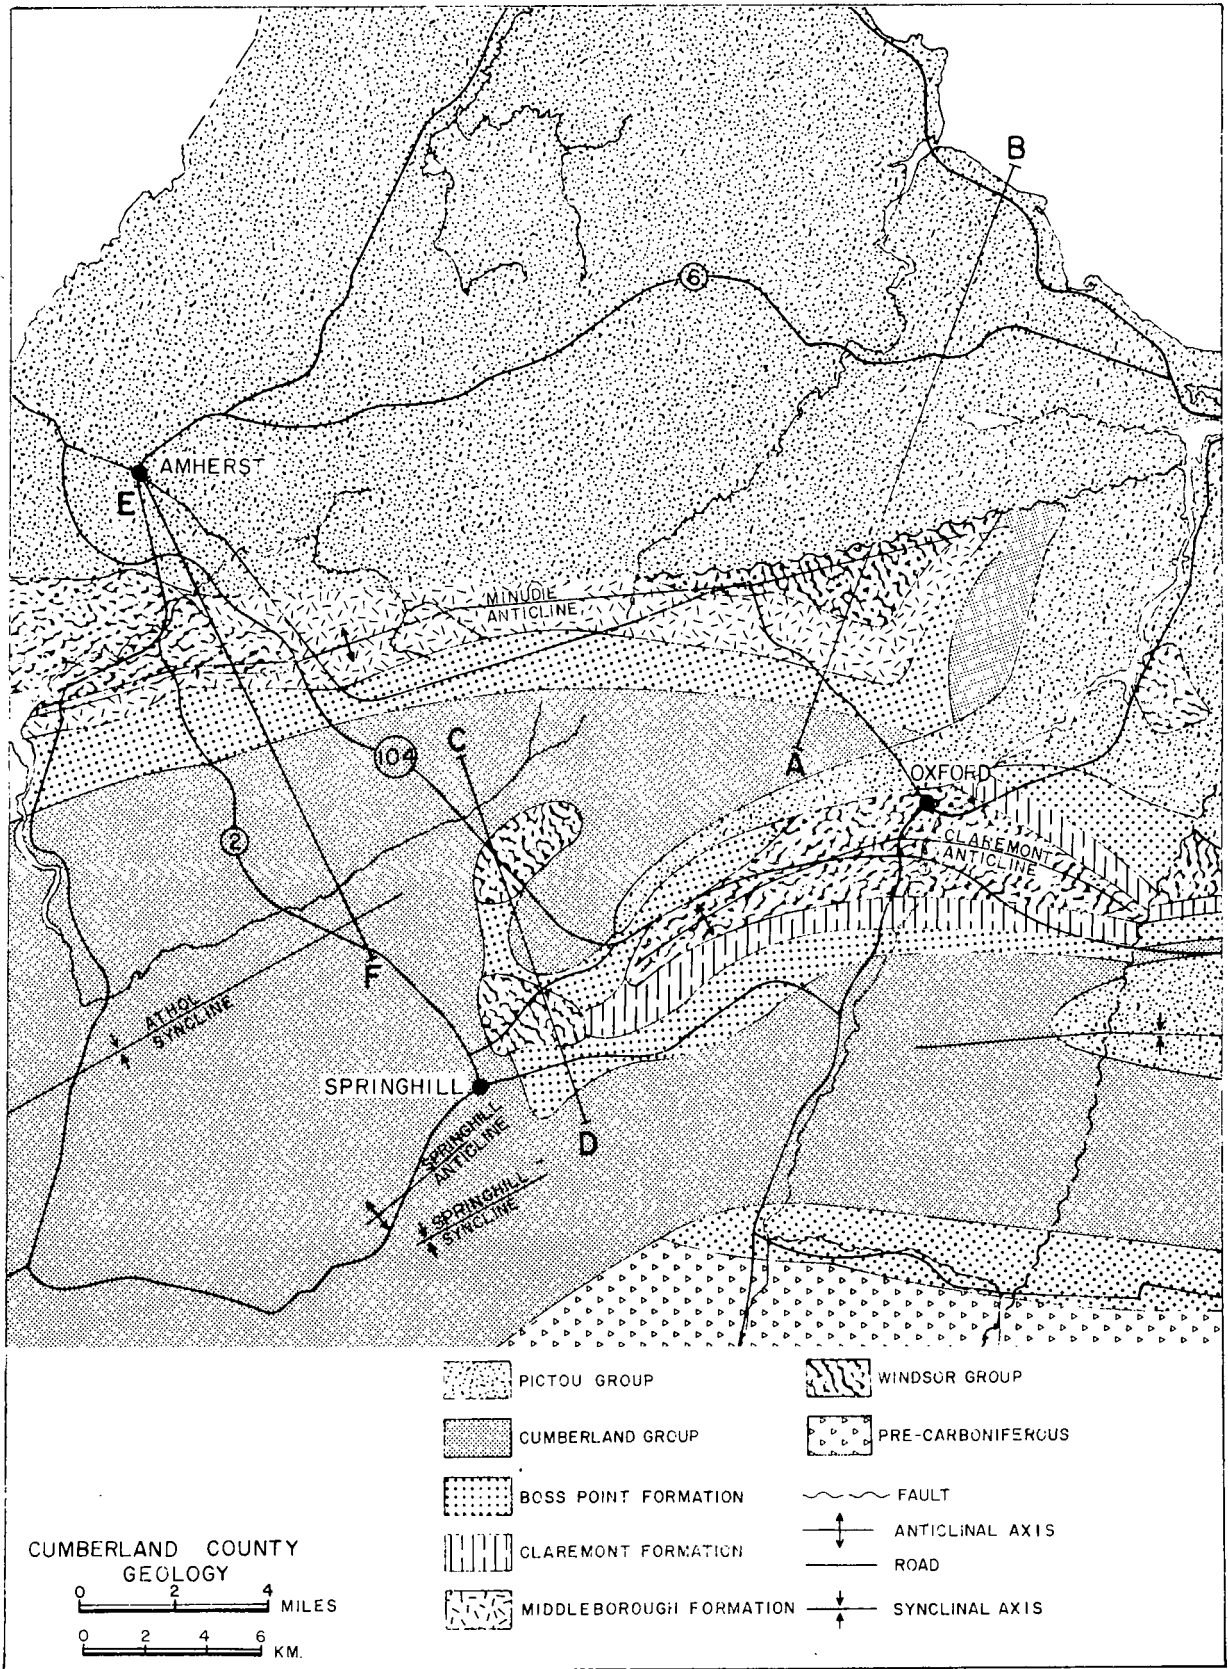 B
6
AMHERST
E
MINUDIE
ANTICLINE
C
104
A
OXFORD
2
CLAREMONT
ANTICLINE
F
ATHOL
SYNCLINE
SPRINGHILL
D
SPRINGHILL
ANTICLINE
SPRINGHILL
SYNCLINE
PICTOU GROUP
CUMBERLAND GROUP
BOSS POINT FORMATION
CLAREMONT FORMATION
MIDDLEBOROUGH FORMATION
WINDSOR GROUP
PRE-CARBONIFEROUS
FAULT
ANTICLINAL AXIS
ROAD
SYNCLINAL AXIS
CUMBERLAND COUNTY
GEOLOGY
0 2 4
MILES
0 2 4 6
KM.